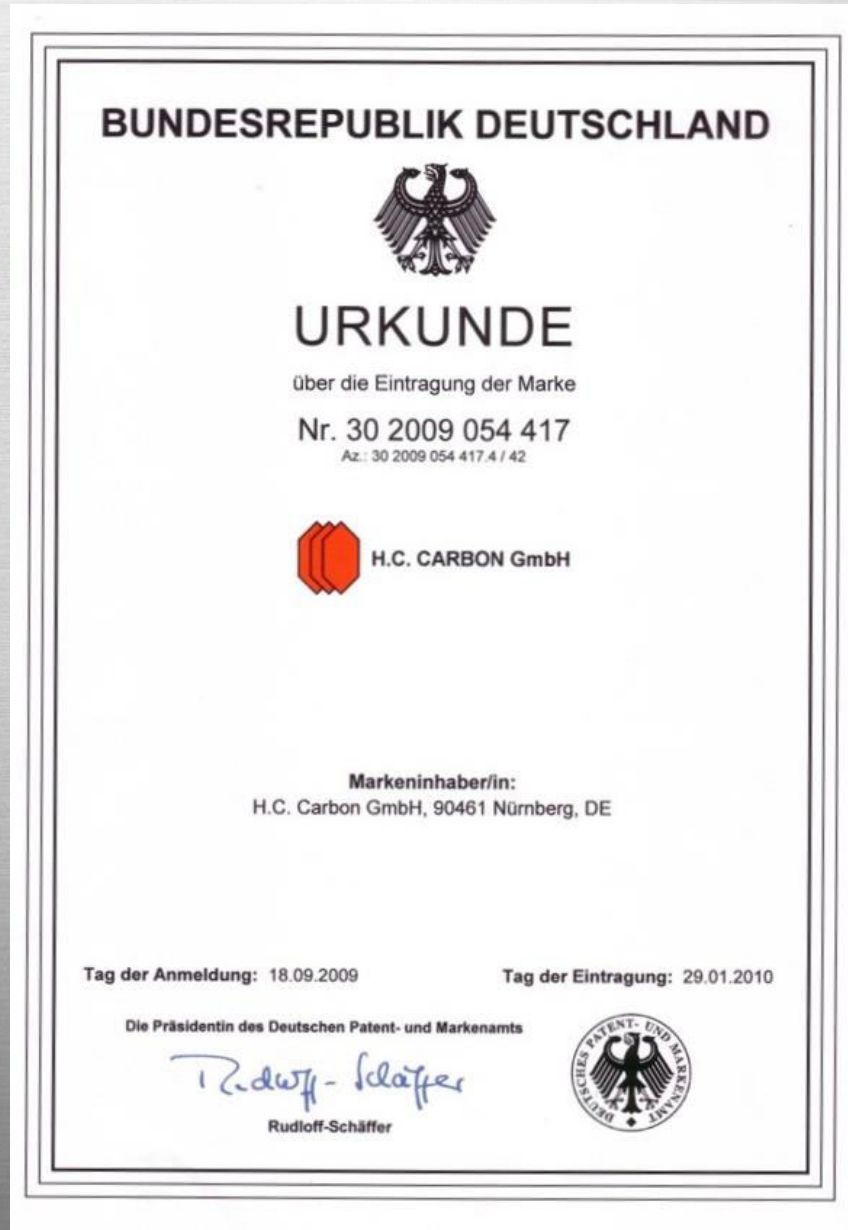 BUNDESREPUBLIK DEUTSCHLAND
URKUNDE
über die Eintragung der Marke
Nr. 30 2009 054 417
Az.: 30 2009 054 417.4 / 42
H.C. CARBON GmbH
Markeninhaber/in:
H.C. Carbon GmbH, 90461 Nürnberg, DE
Tag der Anmeldung: 18.09.2009
Tag der Eintragung: 29.01.2010
Die Präsidentin des Deutschen Patent- und Markenamts
Rudloff-Schäffer
Rudloff-Schäffer
DEUTSCHES PATENT- UND MARKENAMT